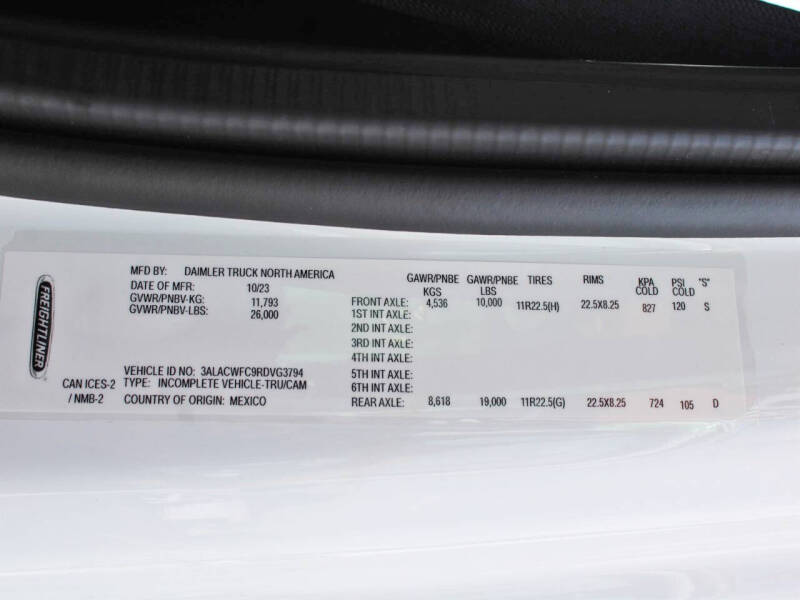 FREIGHTLINER
MFD BY: DAIMLER TRUCK NORTH AMERICA
DATE OF MFR: 10/23
GVWR/PNBV-KG: 11,793
GVWR/PNBV-LBS: 26,000
VEHICLE ID NO: 3ALACWFC9RDVG3794
CAN ICES-2 TYPE: INCOMPLETE VEHICLE-TRU/CAM
/ NMB-2 COUNTRY OF ORIGIN: MEXICO
GAWR/PNBE GAWR/PNBE TIRES RIMS KPA PSI "S"
KGS LBS COLD COLD
FRONT AXLE: 4,536 10,000 11R22.5(H) 22.5X8.25 827 120 S
1ST INT AXLE:
2ND INT AXLE:
3RD INT AXLE:
4TH INT AXLE:
5TH INT AXLE:
6TH INT AXLE:
REAR AXLE: 8,618 19,000 11R22.5(G) 22.5X8.25 724 105 D